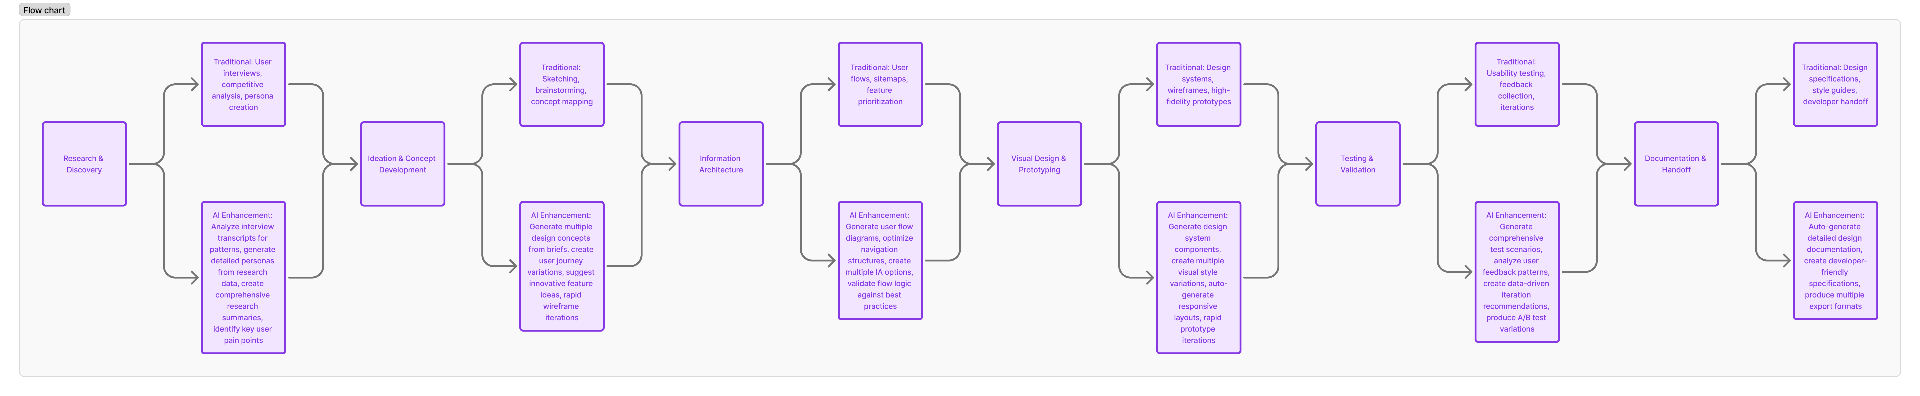 Flow chart
Research &
Discovery
Traditional: User
interviews,
competitive
analysis, persona
creation
AI Enhancement:
Analyze interview
transcripts for
patterns, generate
detailed personas
from research
data, create
comprehensive
research
summaries,
identify key user
pain points
Ideation & Concept
Development
Traditional:
Sketching,
brainstorming,
concept mapping
AI Enhancement:
Generate multiple
design concepts
from briefs, create
user journey
variations, suggest
innovative feature
ideas, rapid
wireframe
iterations
Information
Architecture
Traditional: User
flows, sitemaps,
feature
prioritization
AI Enhancement:
Generate user flow
diagrams, optimize
navigation
structures, create
multiple IA options,
validate flow logic
against best
practices
Visual Design &
Prototyping
Traditional: Design
systems,
wireframes, high-
fidelity prototypes
AI Enhancement:
Generate design
system
components,
create multiple
visual style
variations, auto-
generate
responsive
layouts, rapid
prototype
iterations
Testing &
Validation
Traditional:
Usability testing,
feedback
collection,
iterations
AI Enhancement:
Generate
comprehensive
test scenarios,
analyze user
feedback patterns,
create data-driven
iteration
recommendations,
produce A/B test
variations
Documentation &
Handoff
Traditional: Design
specifications,
style guides,
developer handoff
AI Enhancement:
Auto-generate
detailed design
documentation,
create developer-
friendly
specifications,
produce multiple
export formats